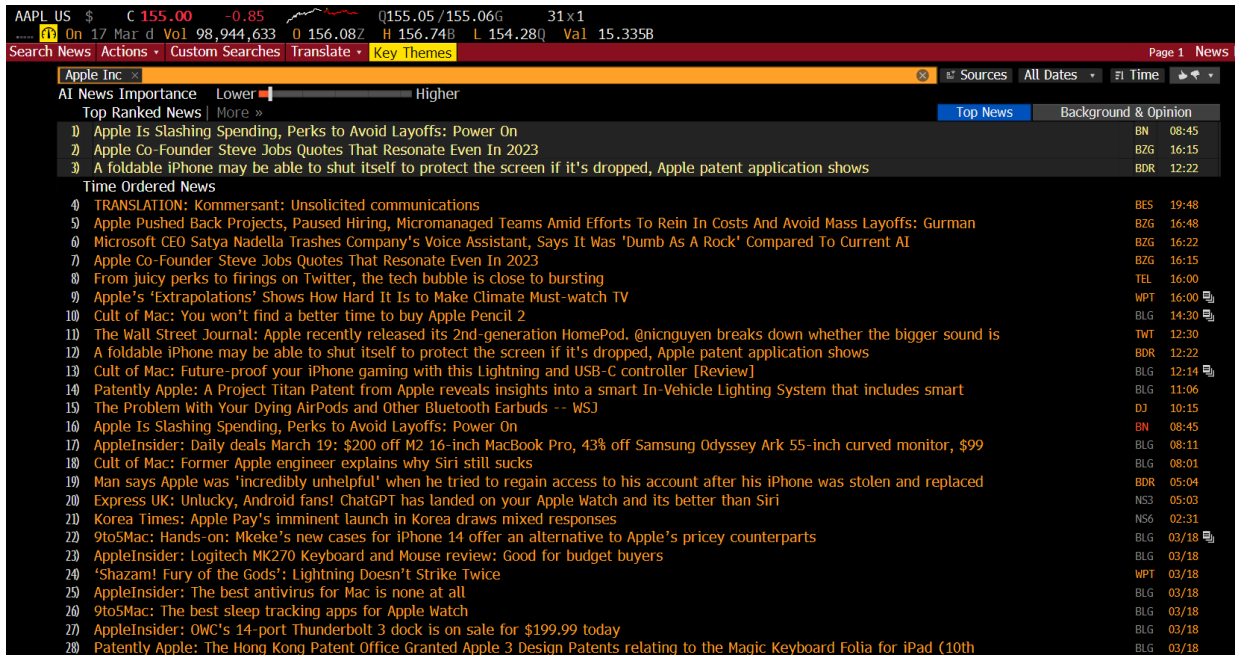 AAPL US $ C 155.00 -0.85 Q155.05/155.06G 31x1
On 17 Mar d Vol 98,944,633 O 156.08Z H 156.74B L 154.28Q Val 15.335B
Search News Actions Custom Searches Translate Key Themes Page 1 News
Apple Inc × Sources All Dates Time
AI News Importance Lower Higher
Top Ranked News | More » Top News Background & Opinion
1) Apple Is Slashing Spending, Perks to Avoid Layoffs: Power On BN 08:45
2) Apple Co-Founder Steve Jobs Quotes That Resonate Even In 2023 BZG 16:15
3) A foldable iPhone may be able to shut itself to protect the screen if it's dropped, Apple patent application shows BDR 12:22
Time Ordered News
4) TRANSLATION: Kommersant: Unsolicited communications BES 19:48
5) Apple Pushed Back Projects, Paused Hiring, Micromanaged Teams Amid Efforts To Rein In Costs And Avoid Mass Layoffs: Gurman BZG 16:48
6) Microsoft CEO Satya Nadella Trashes Company's Voice Assistant, Says It Was 'Dumb As A Rock' Compared To Current AI BZG 16:22
7) Apple Co-Founder Steve Jobs Quotes That Resonate Even In 2023 BZG 16:15
8) From juicy perks to firings on Twitter, the tech bubble is close to bursting TEL 16:00
9) Apple's ‘Extrapolations’ Shows How Hard It Is to Make Climate Must-watch TV WPT 16:00
10) Cult of Mac: You won't find a better time to buy Apple Pencil 2 BLG 14:30
11) The Wall Street Journal: Apple recently released its 2nd-generation HomePod. @nicnguyen breaks down whether the bigger sound is TWT 12:30
12) A foldable iPhone may be able to shut itself to protect the screen if it's dropped, Apple patent application shows BDR 12:22
13) Cult of Mac: Future-proof your iPhone gaming with this Lightning and USB-C controller [Review] BLG 12:14
14) Patently Apple: A Project Titan Patent from Apple reveals insights into a smart In-Vehicle Lighting System that includes smart BLG 11:06
15) The Problem With Your Dying AirPods and Other Bluetooth Earbuds -- WSJ DJ 10:15
16) Apple Is Slashing Spending, Perks to Avoid Layoffs: Power On BN 08:45
17) AppleInsider: Daily deals March 19: $200 off M2 16-inch MacBook Pro, 43% off Samsung Odyssey Ark 55-inch curved monitor, $99 BLG 08:11
18) Cult of Mac: Former Apple engineer explains why Siri still sucks BLG 08:01
19) Man says Apple was 'incredibly unhelpful' when he tried to regain access to his account after his iPhone was stolen and replaced BDR 05:04
20) Express UK: Unlucky, Android fans! ChatGPT has landed on your Apple Watch and its better than Siri NS3 05:03
21) Korea Times: Apple Pay's imminent launch in Korea draws mixed responses NS6 02:31
22) 9to5Mac: Hands-on: Mkeke's new cases for iPhone 14 offer an alternative to Apple's pricey counterparts BLG 03/18
23) AppleInsider: Logitech MK270 Keyboard and Mouse review: Good for budget buyers BLG 03/18
24) ‘Shazam! Fury of the Gods’: Lightning Doesn't Strike Twice WPT 03/18
25) AppleInsider: The best antivirus for Mac is none at all BLG 03/18
26) 9to5Mac: The best sleep tracking apps for Apple Watch BLG 03/18
27) AppleInsider: OWC's 14-port Thunderbolt 3 dock is on sale for $199.99 today BLG 03/18
28) Patently Apple: The Hong Kong Patent Office Granted Apple 3 Design Patents relating to the Magic Keyboard Folia for iPad (10th BLG 03/18